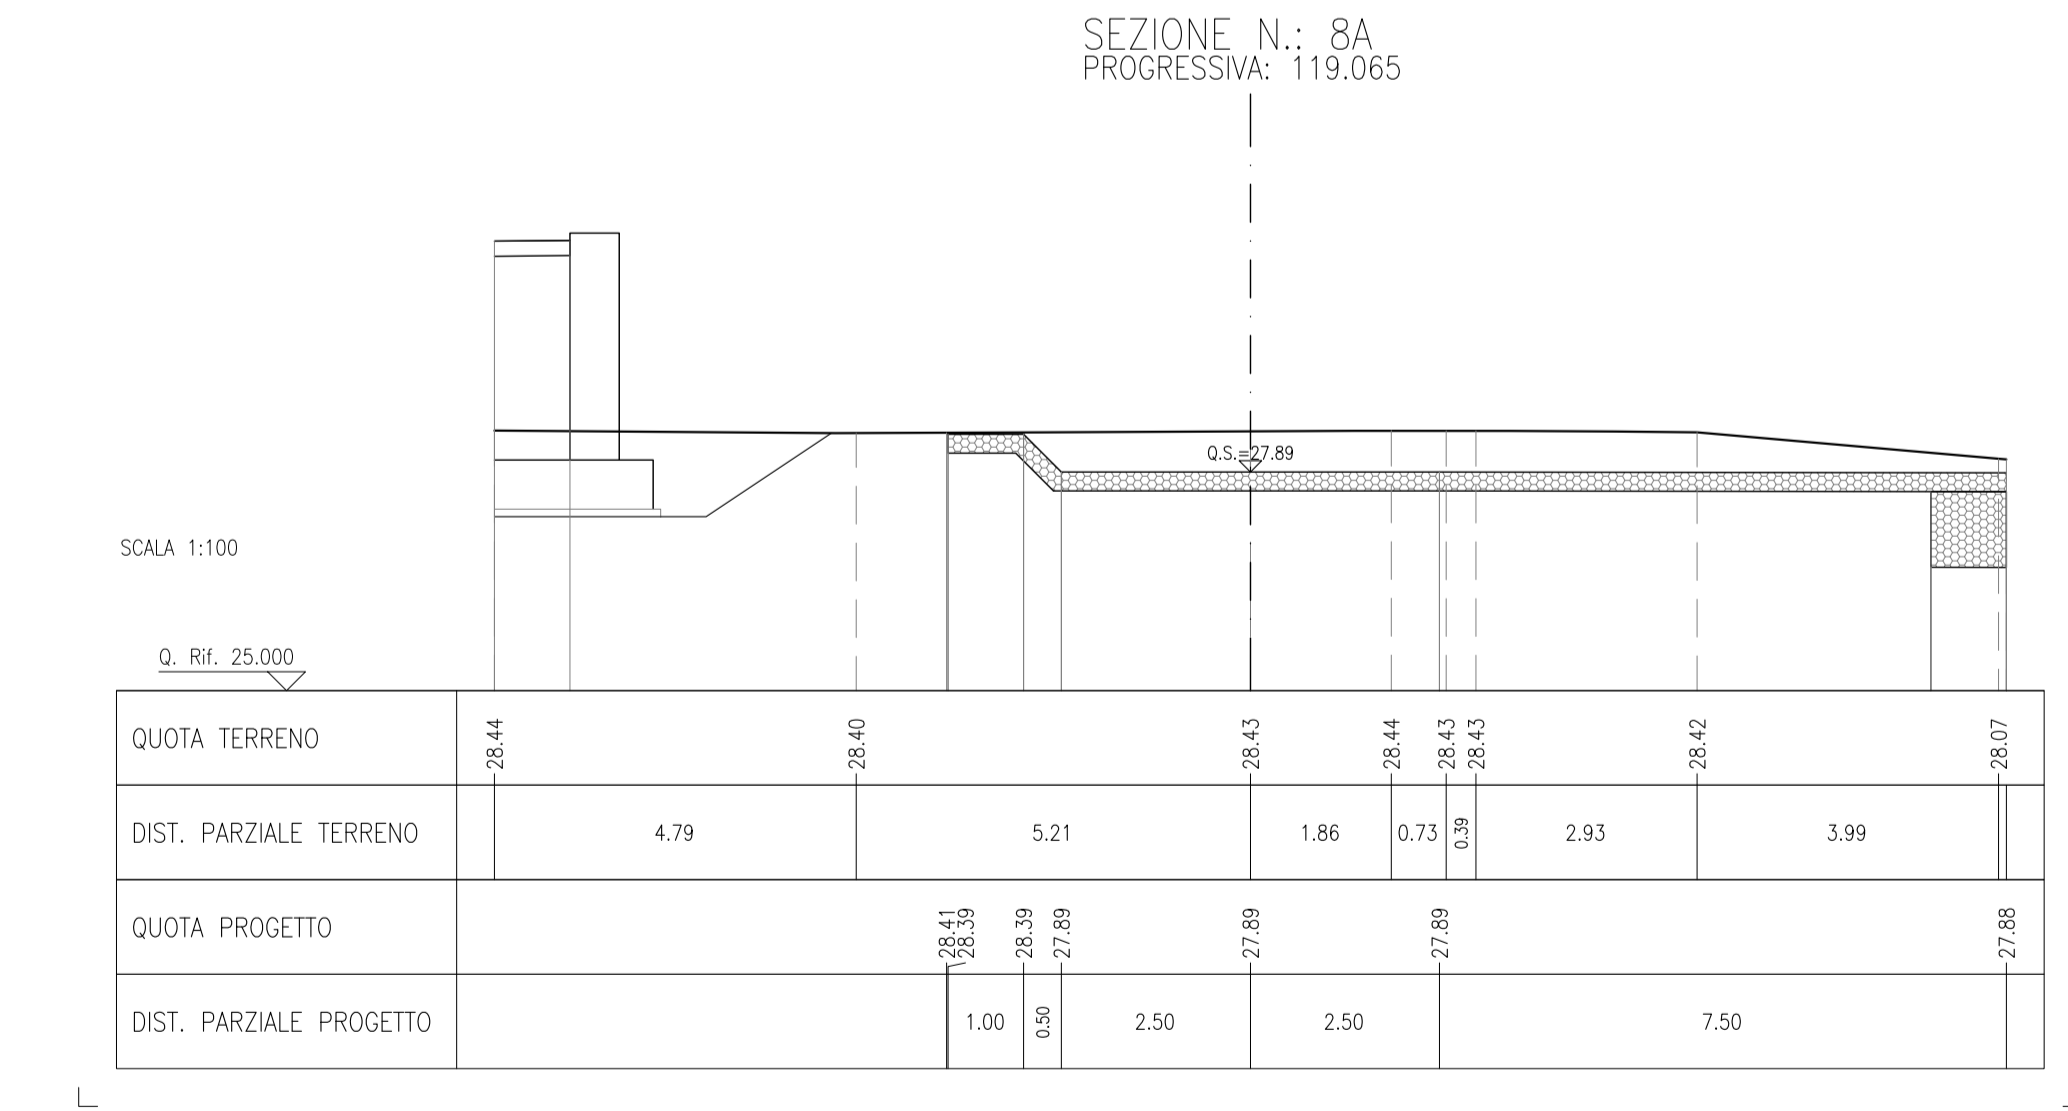 SEZIONE N.: 8A
PROGRESSIVA: 119.065
Q.S.=27.89
SCALA 1:100
Q. Rif. 25.000
QUOTA TERRENO 28.44 28.40 28.43 28.44 28.43 28.43 28.42 28.07
DIST. PARZIALE TERRENO 4.79 5.21 1.86 0.73 0.39 2.93 3.99
QUOTA PROGETTO 28.41 28.39 28.39 27.89 27.89 27.89 27.88
DIST. PARZIALE PROGETTO 1.00 0.50 2.50 2.50 7.50